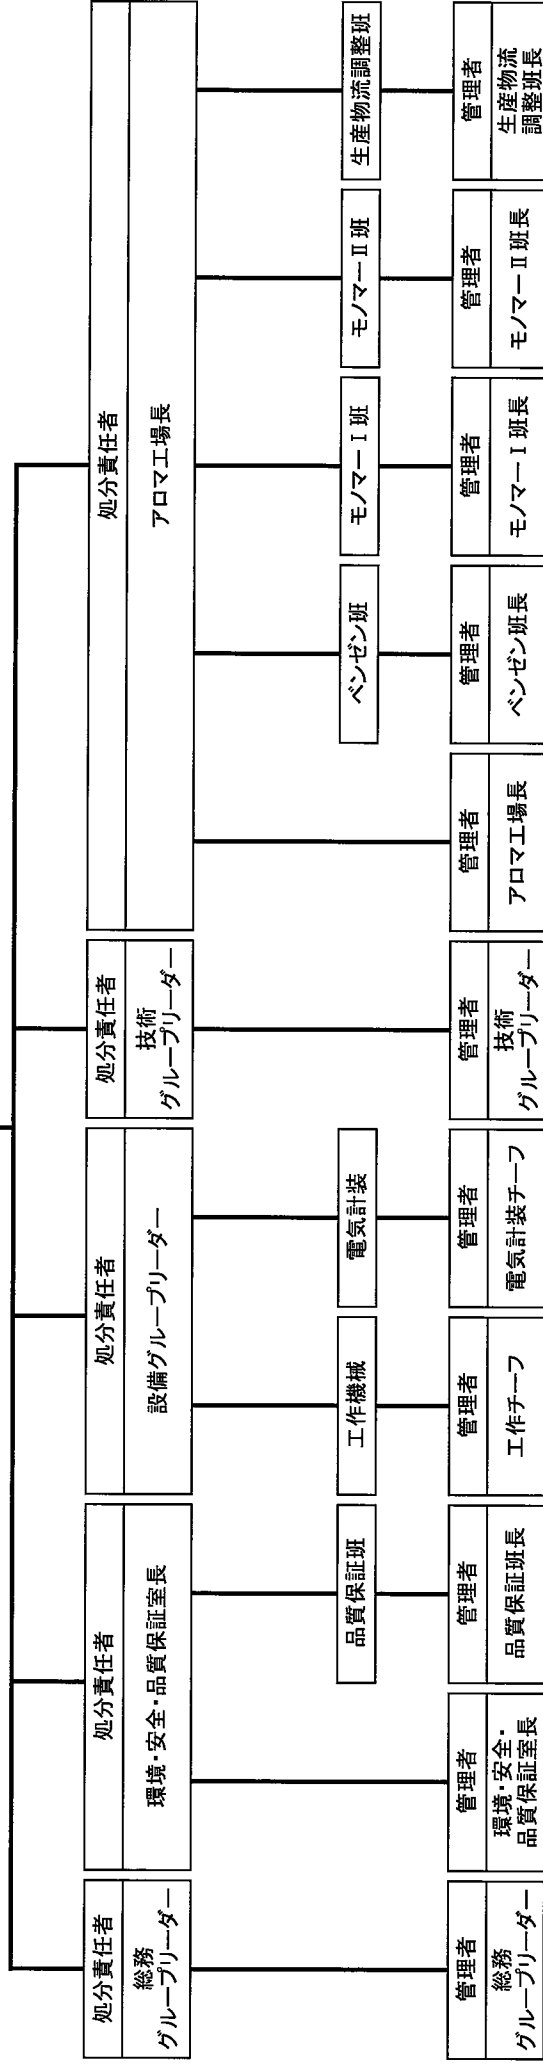 処分責任者
総務
グループリーダー
処分責任者
環境・安全・品質保証室長
処分責任者
設備グループリーダー
処分責任者
技術
グループリーダー
処分責任者
アロマ工場長
品質保証班
工作機械
電気計装
ベンゼン班
モノマーⅠ班
モノマーⅡ班
生産物流調整班
管理者
総務
グループリーダー
管理者
環境・安全・
品質保証室長
管理者
品質保証班長
管理者
工作チーフ
管理者
電気計装チーフ
管理者
技術
グループリーダー
管理者
アロマ工場長
管理者
ベンゼン班長
管理者
モノマーⅠ班長
管理者
モノマーⅡ班長
管理者
生産物流
調整班長